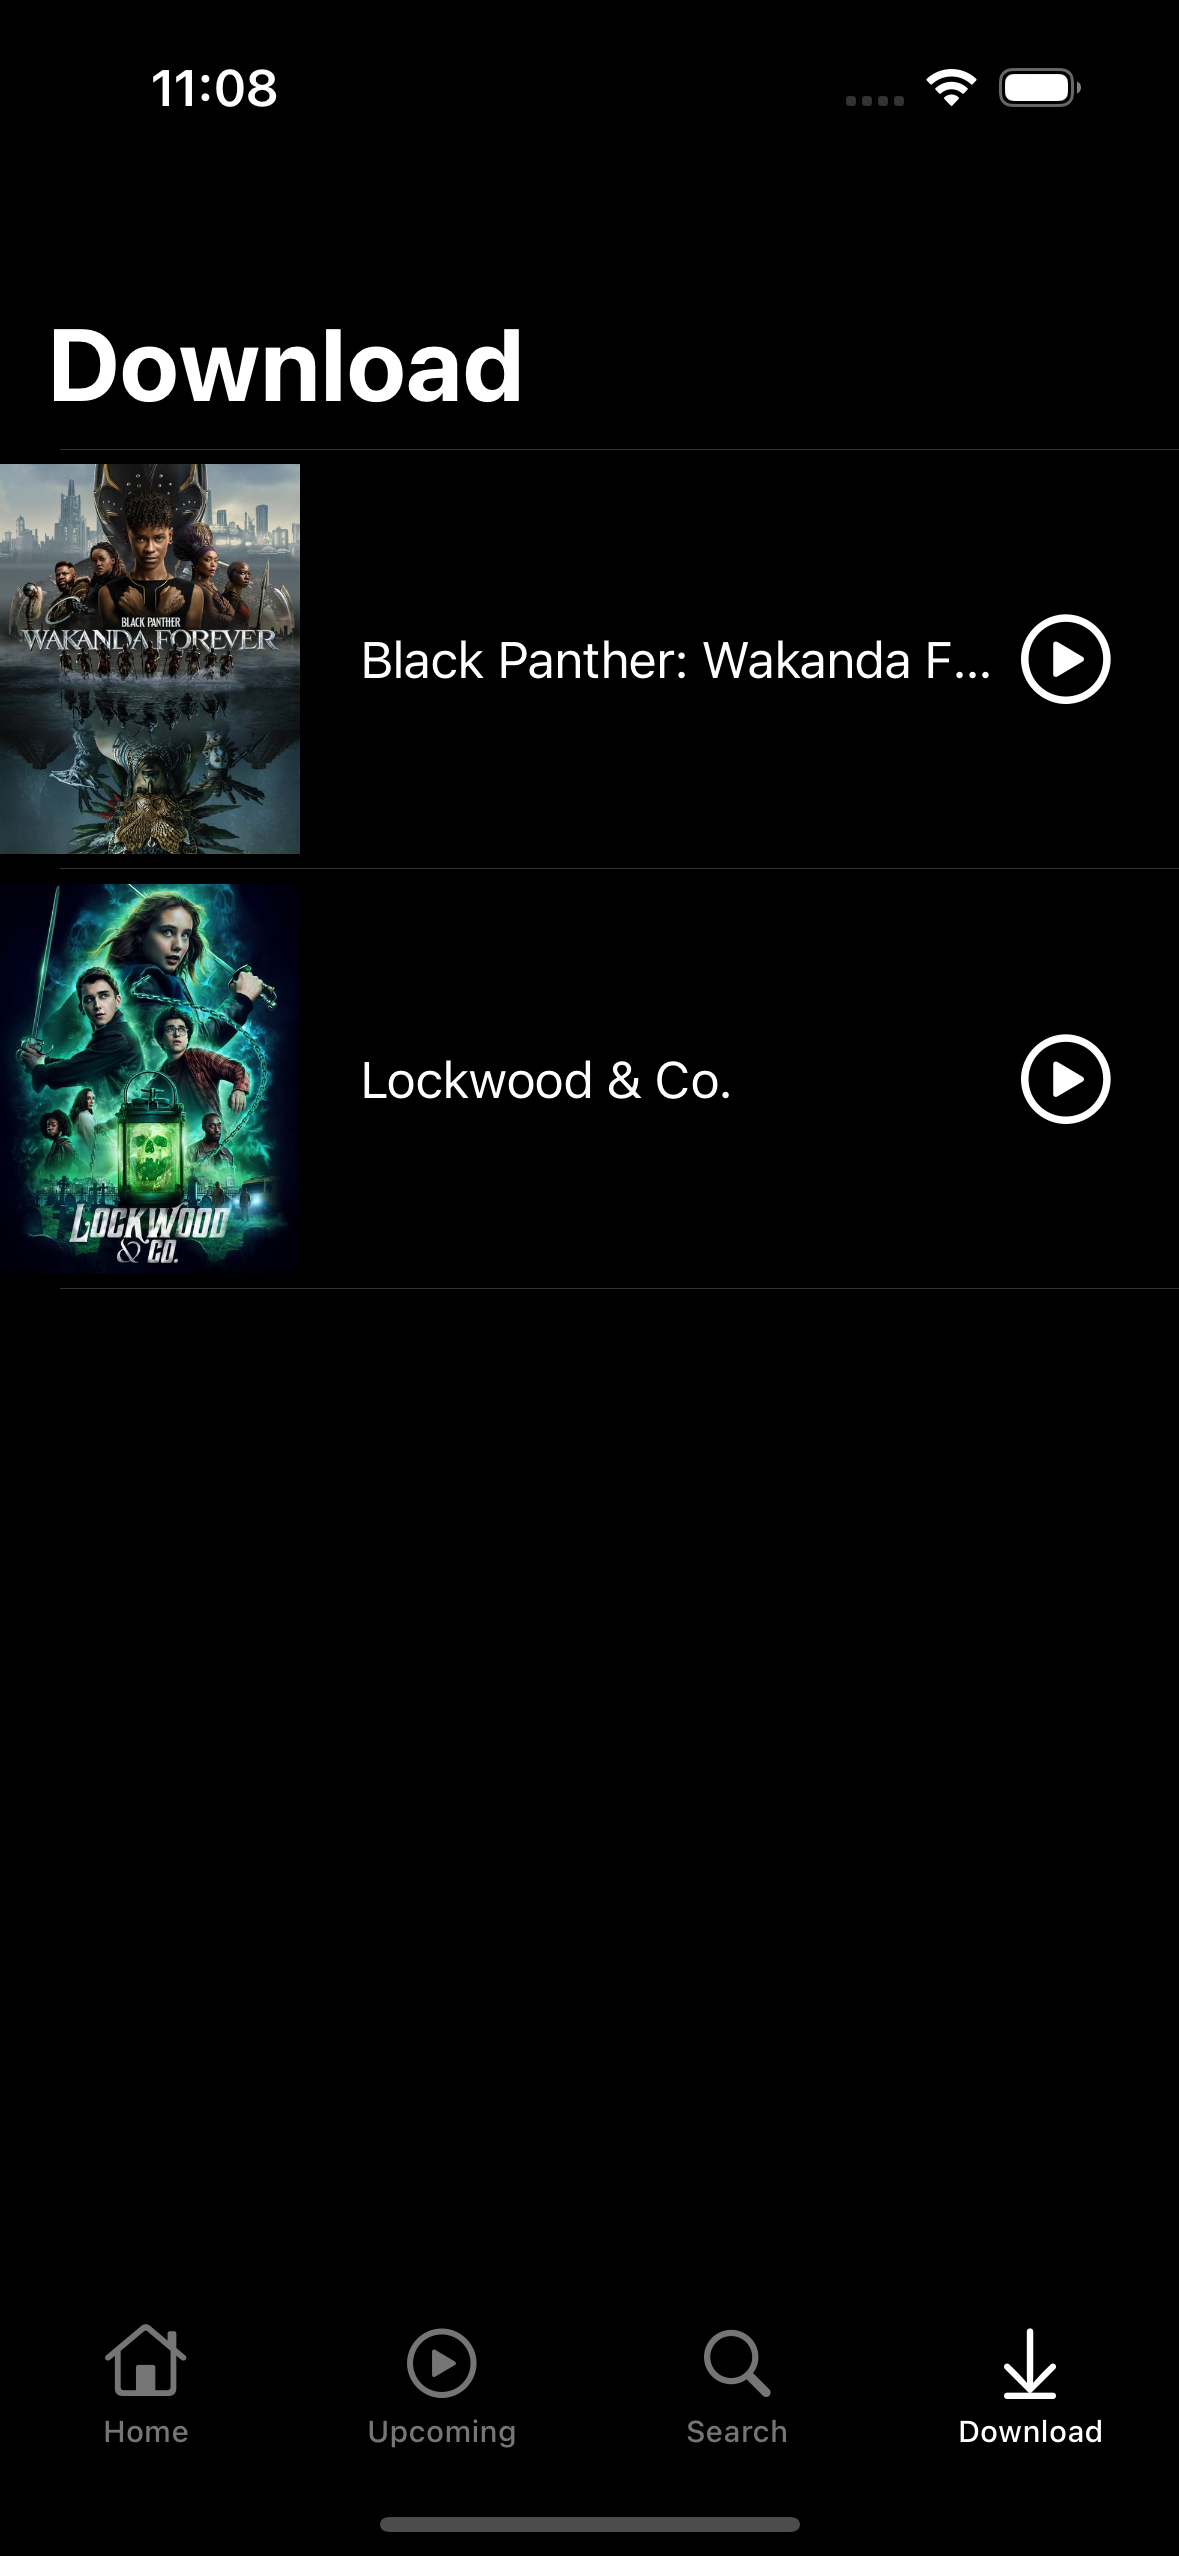 11:08
Download
BLACK PANTHER
WAKANDA FOREVER
Black Panther: Wakanda F...
LOCKWOOD
& CO.
Lockwood & Co.
Home
Upcoming
Search
Download